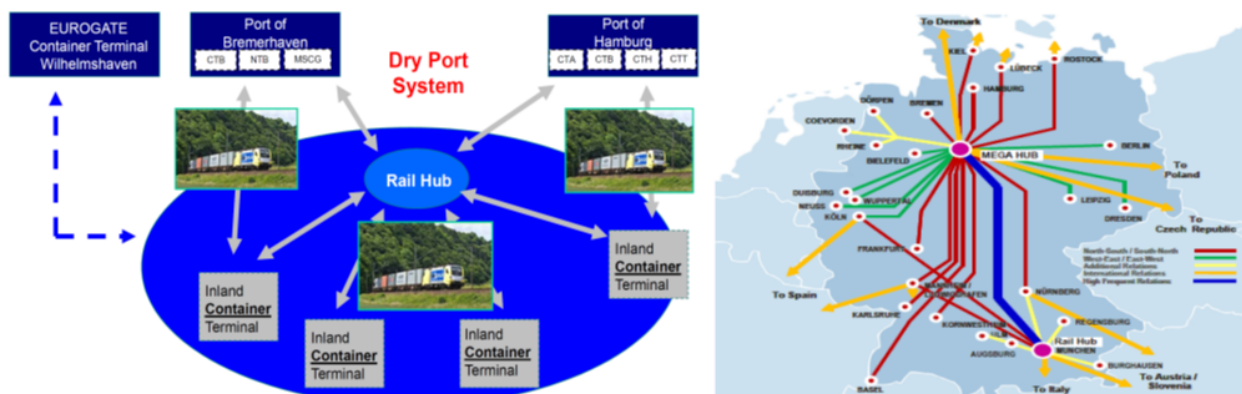 EUROGATE
Container Terminal
Wilhelmshaven
Port of
Bremerhaven
CTB
NTB
MSCG
Port of
Hamburg
CTA
CTB
CTH
CTT
Dry Port
System
Rail Hub
Inland
Container
Terminal
Inland
Container
Terminal
Inland
Container
Terminal
Inland
Container
Terminal
To Denmark
KIEL
LÜBECK
ROSTOCK
HAMBURG
BREMEN
DÖRPEN
COEVORDEN
RHEINE
BIELEFELD
MEGA HUB
BERLIN
To
Poland
DUISBURG
WUPPERTAL
NEUSS
KÖLN
LEIPZIG
DRESDEN
To
Czech Republic
FRANKFURT
North-South / South-North
West-East / East-West
Additional Relations
International Relations
High Frequent Relations
To Spain
KARLSRUHE
KORNWESTHEIM
NÜRNBERG
REGENSBURG
AUGSBURG
Rail Hub
MÜNCHEN
BURGHAUSEN
BASEL
To Italy
To Austria /
Slovenia